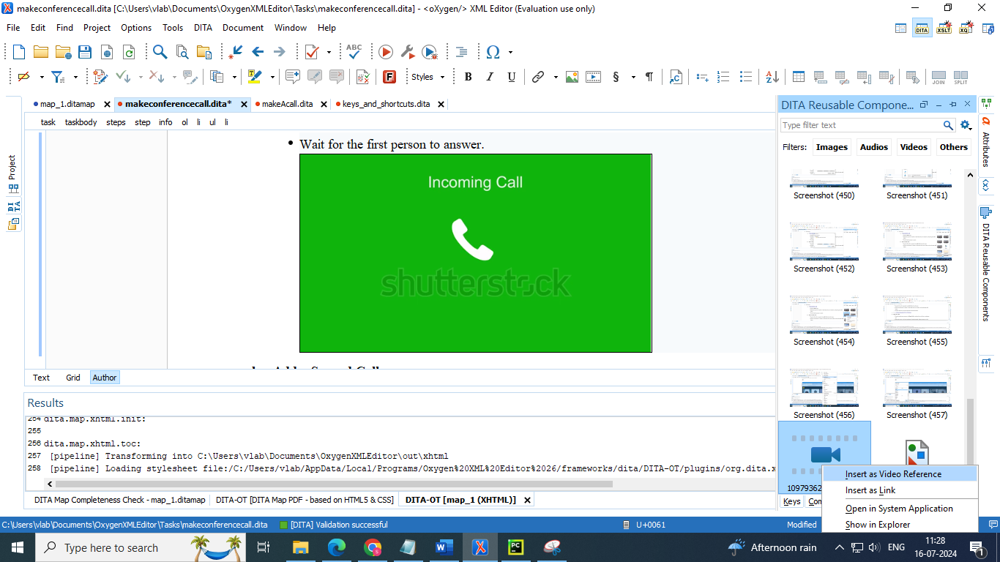 makeconferencecall.dita [C:\Users\vlab\Documents\OxygenXMLEditor\Tasks\makeconferencecall.dita] - <oXygen/> XML Editor (Evaluation use only)
File Edit Find Project Options Tools DITA Document Window Help
DITA XSLT XQ
ABC
F Styles B I U § ¶ JOIN SPLIT
map_1.ditamap makeconferencecall.dita* makeAcall.dita keys_and_shortcuts.dita
DITA Reusable Compone...
task taskbody steps step info ol li ul li
Type filter text
Filters: Images Audios Videos Others
Project
DITA
Attributes
DITA Reusable Components
• Wait for the first person to answer.
Incoming Call
shutterstock
Screenshot (450) Screenshot (451)
Screenshot (452) Screenshot (453)
Screenshot (454) Screenshot (455)
Screenshot (456) Screenshot (457)
Text Grid Author
Results
254 dita.map.xhtml.init:
255
256 dita.map.xhtml.toc:
257 [pipeline] Transforming into C:\Users\vlab\Documents\OxygenXMLEditor\out\xhtml
258 [pipeline] Loading stylesheet file:/C:/Users/vlab/AppData/Local/Programs/Oxygen%20XML%20Editor%2026/frameworks/dita/DITA-OT/plugins/org.dita.x
10979362
Keys Com
Insert as Video Reference
Insert as Link
Open in System Application
Show in Explorer
DITA Map Completeness Check - map_1.ditamap DITA-OT [DITA Map PDF - based on HTML5 & CSS] DITA-OT [map_1 (XHTML)]
C:\Users\vlab\Documents\OxygenXMLEditor\Tasks\makeconferencecall.dita [DITA] Validation successful U+0061 Modified
Type here to search
PC
Afternoon rain
ENG
11:28
16-07-2024
1